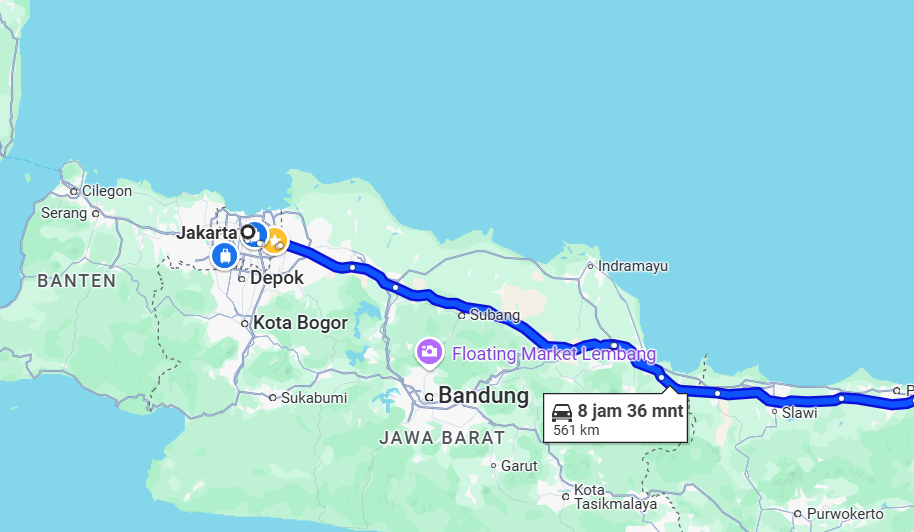 Cilegon
Serang
Jakarta
BANTEN
Depok
Indramayu
Kota Bogor
Subang
Floating Market Lembang
Sukabumi
Bandung
8 jam 36 mnt
561 km
Slawi
JAWA BARAT
Garut
Kota
Tasikmalaya
Purwokerto